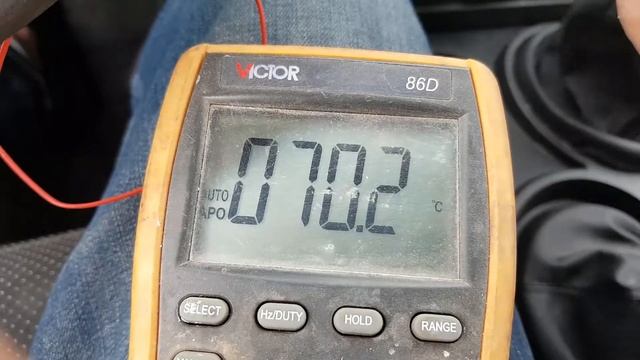 VICTOR
86D
070.2
°C
AUTO
APO
SELECT
Hz/DUTY
HOLD
RANGE